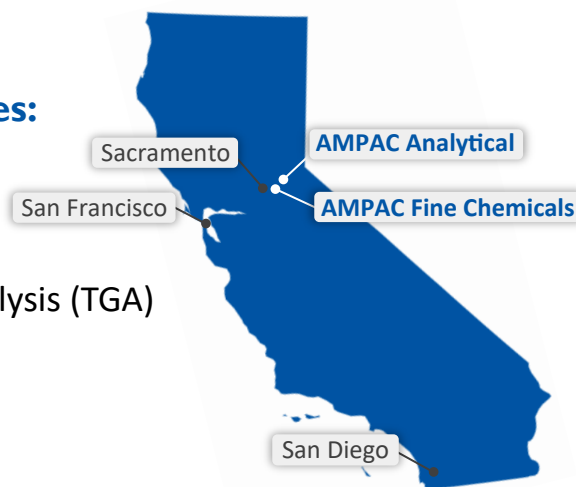 es:
AMPAC Analytical
Sacramento
San Francisco
AMPAC Fine Chemicals
lysis (TGA)
San Diego